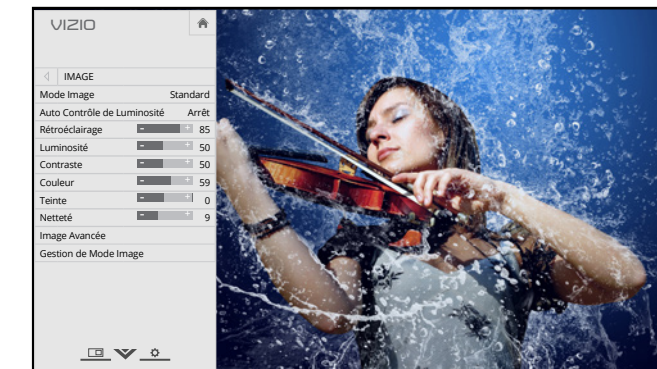 VIZIO
IMAGE
Mode Image Standard
Auto Contrôle de Luminosité Arrêt
Rétroéclairage - + 85
Luminosité - + 50
Contraste - + 50
Couleur - + 59
Teinte - + 0
Netteté - + 9
Image Avancée
Gestion de Mode Image